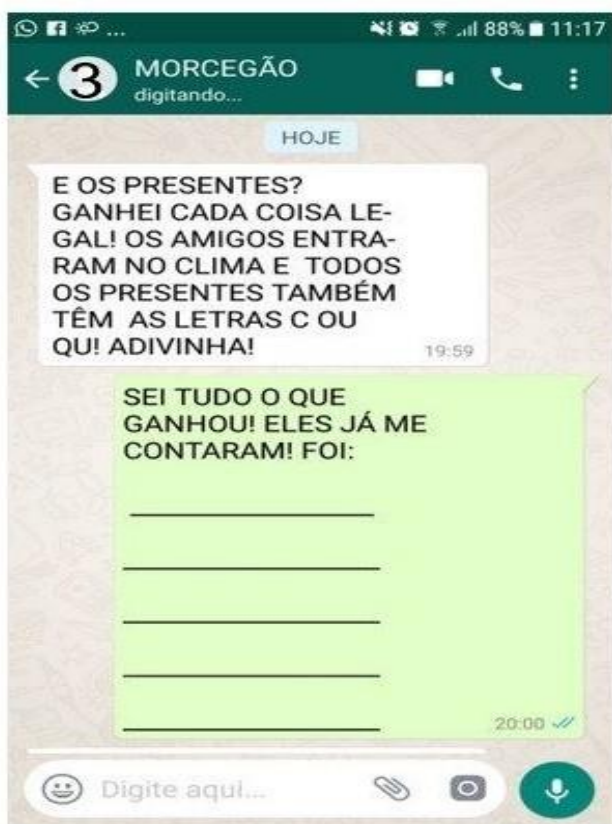 ... 88% 11:17
3 MORCEGÃO
digitando...
HOJE
E OS PRESENTES?
GANHEI CADA COISA LE-
GAL! OS AMIGOS ENTRA-
RAM NO CLIMA E TODOS
OS PRESENTES TAMBÉM
TÊM AS LETRAS C OU
QU! ADIVINHA!
19:59
SEI TUDO O QUE
GANHOU! ELES JÁ ME
CONTARAM! FOI:
20:00
Digite aqui...